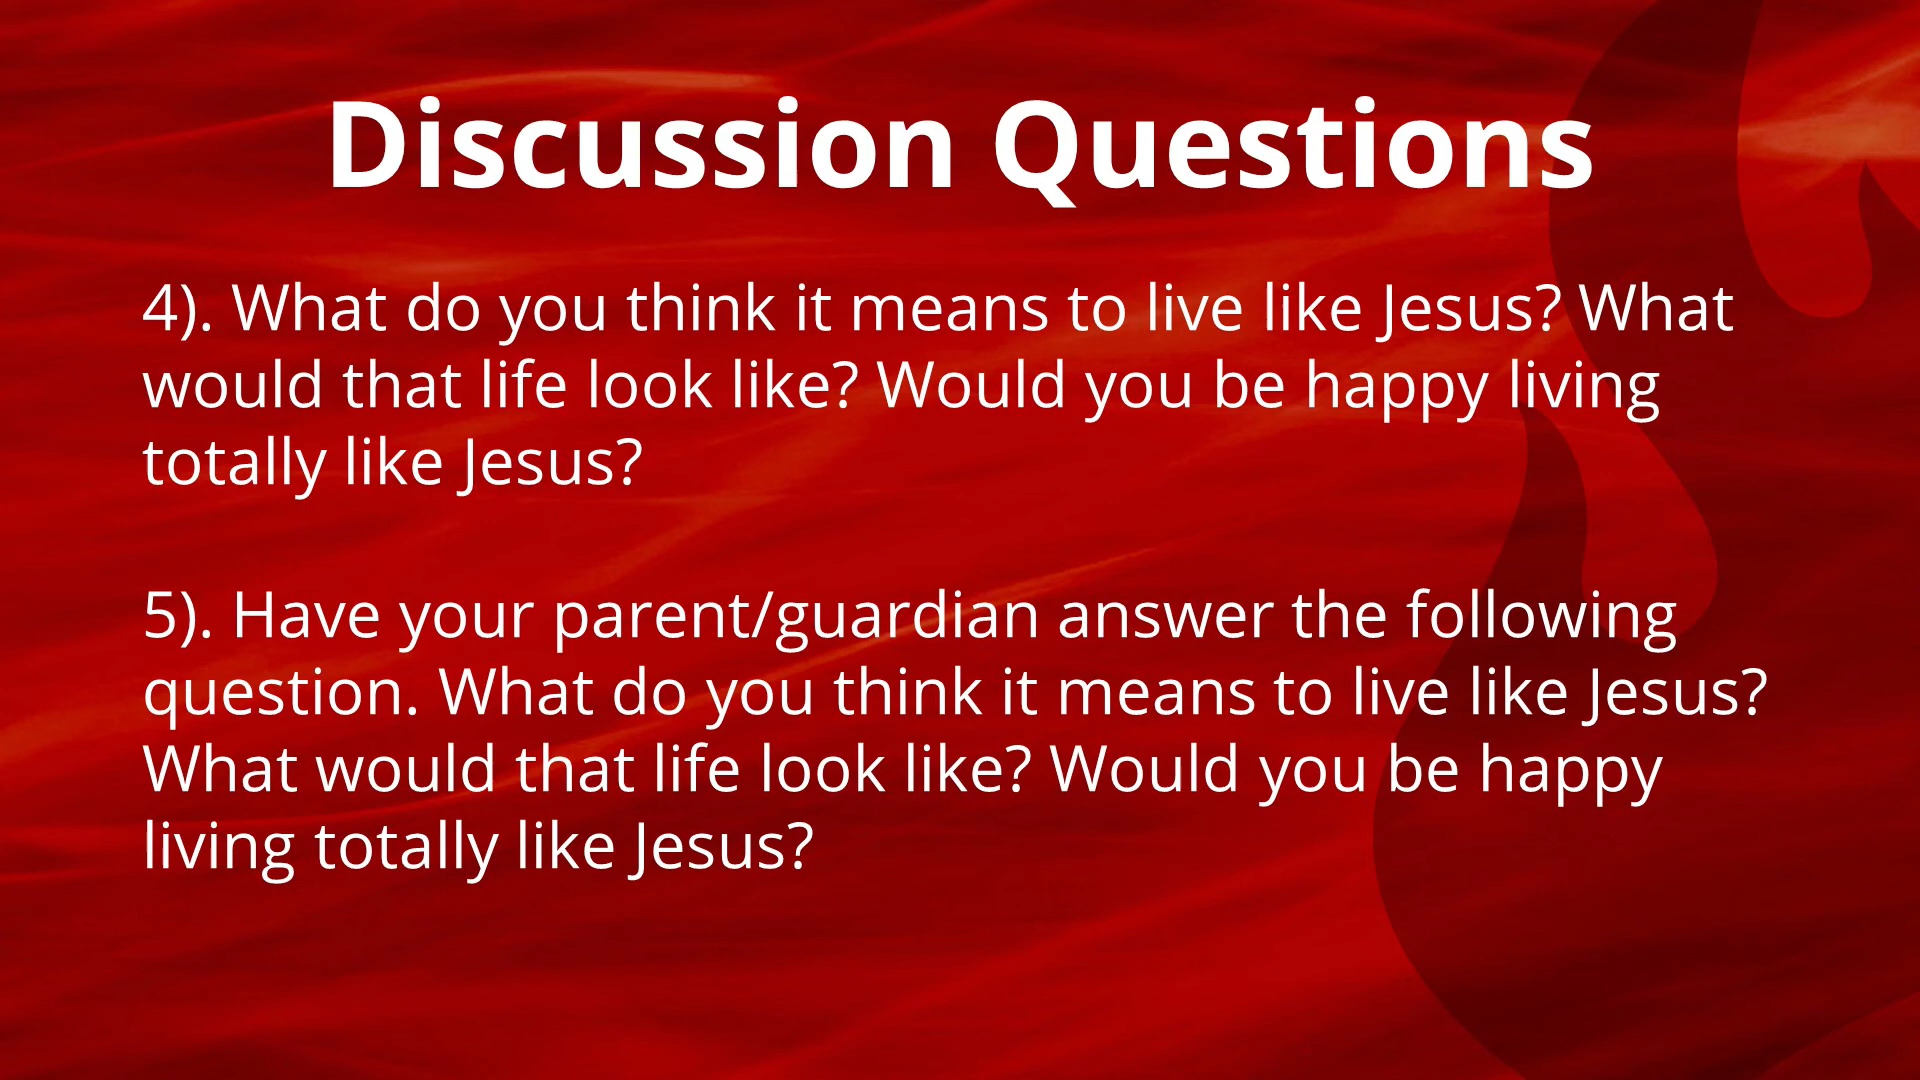 Discussion Questions
4). What do you think it means to live like Jesus? What
would that life look like? Would you be happy living
totally like Jesus?
5). Have your parent/guardian answer the following
question. What do you think it means to live like Jesus?
What would that life look like? Would you be happy
living totally like Jesus?